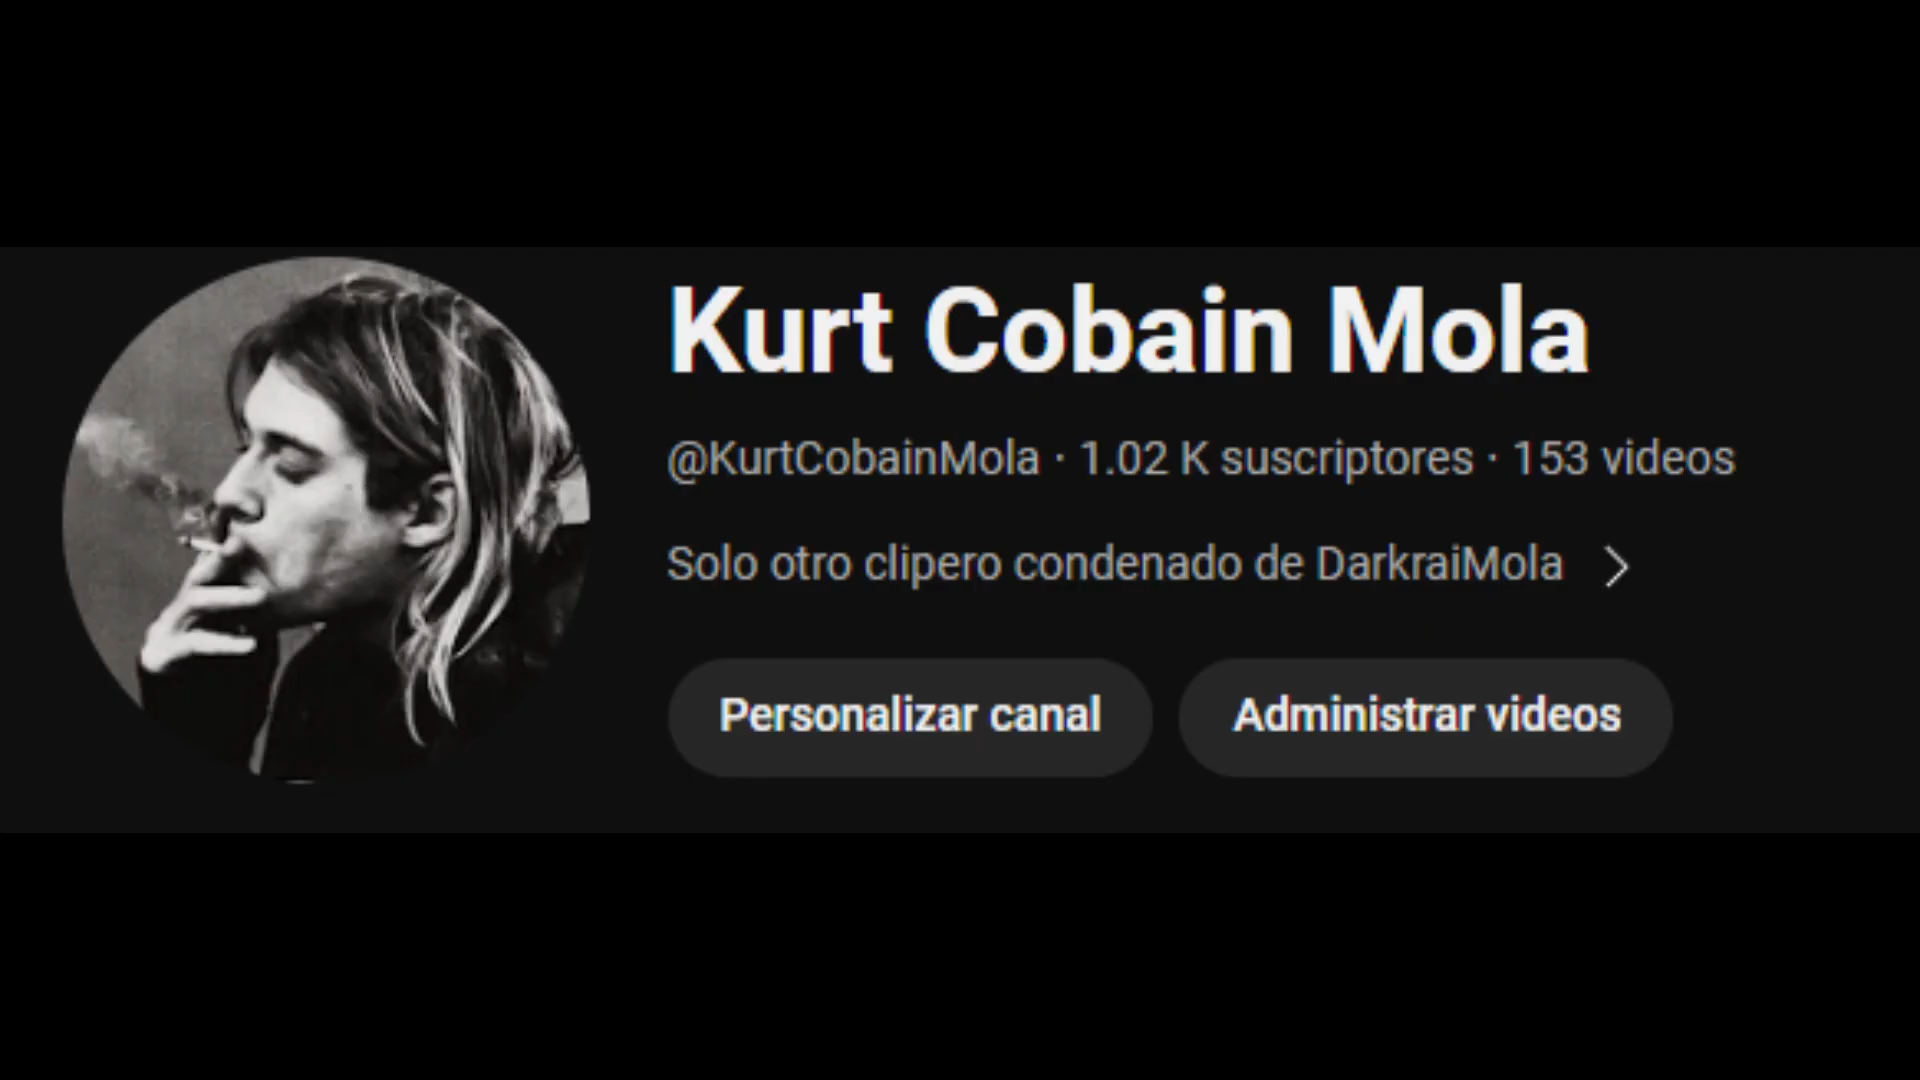 Kurt Cobain Mola
@KurtCobainMola · 1.02 K suscriptores · 153 videos
Solo otro clipero condenado de DarkraiMola
Personalizar canal
Administrar videos